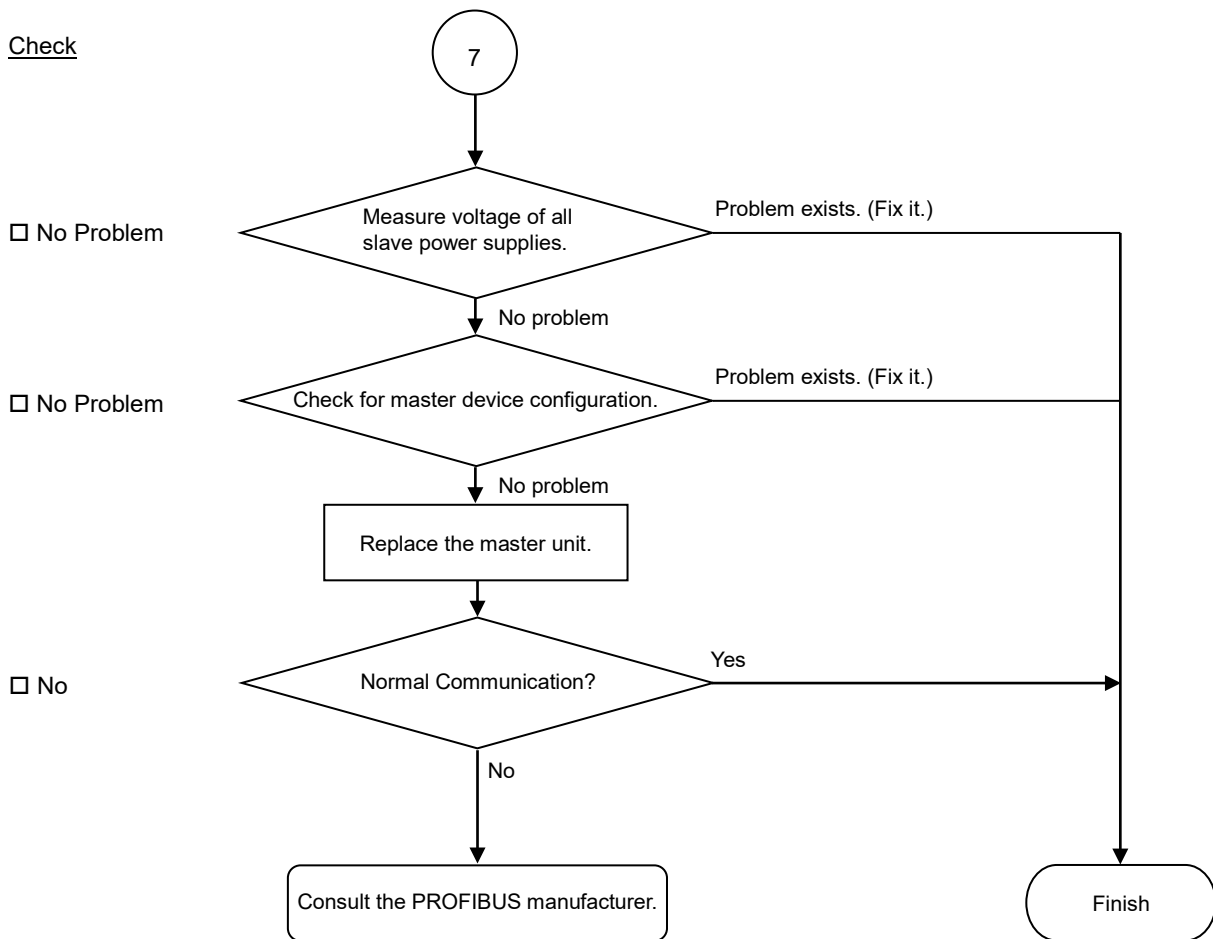 Check
7
Measure voltage of all
slave power supplies.
Problem exists. (Fix it.)
□ No Problem
No problem
Check for master device configuration.
Problem exists. (Fix it.)
□ No Problem
No problem
Replace the master unit.
Normal Communication?
Yes
□ No
No
Consult the PROFIBUS manufacturer.
Finish